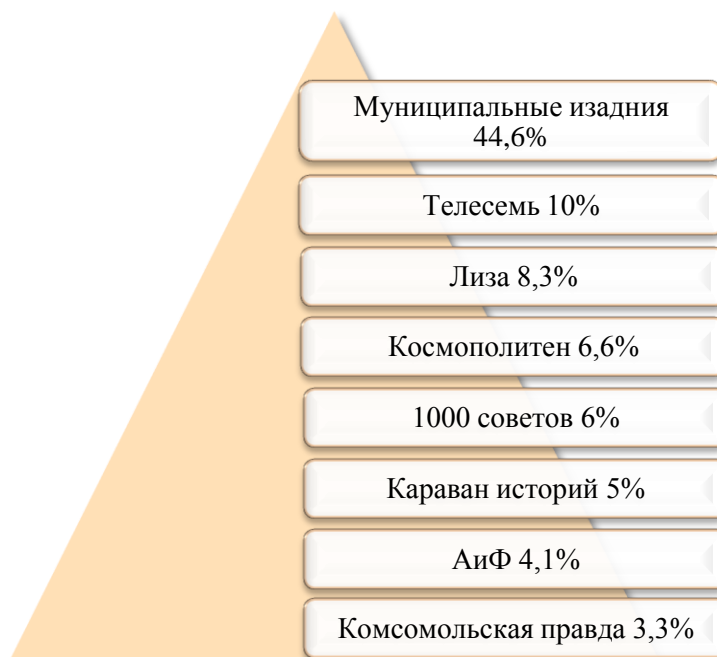 Муниципальные изадния
44,6%
Телесемь 10%
Лиза 8,3%
Космополитен 6,6%
1000 советов 6%
Караван историй 5%
АиФ 4,1%
Комсомольская правда 3,3%